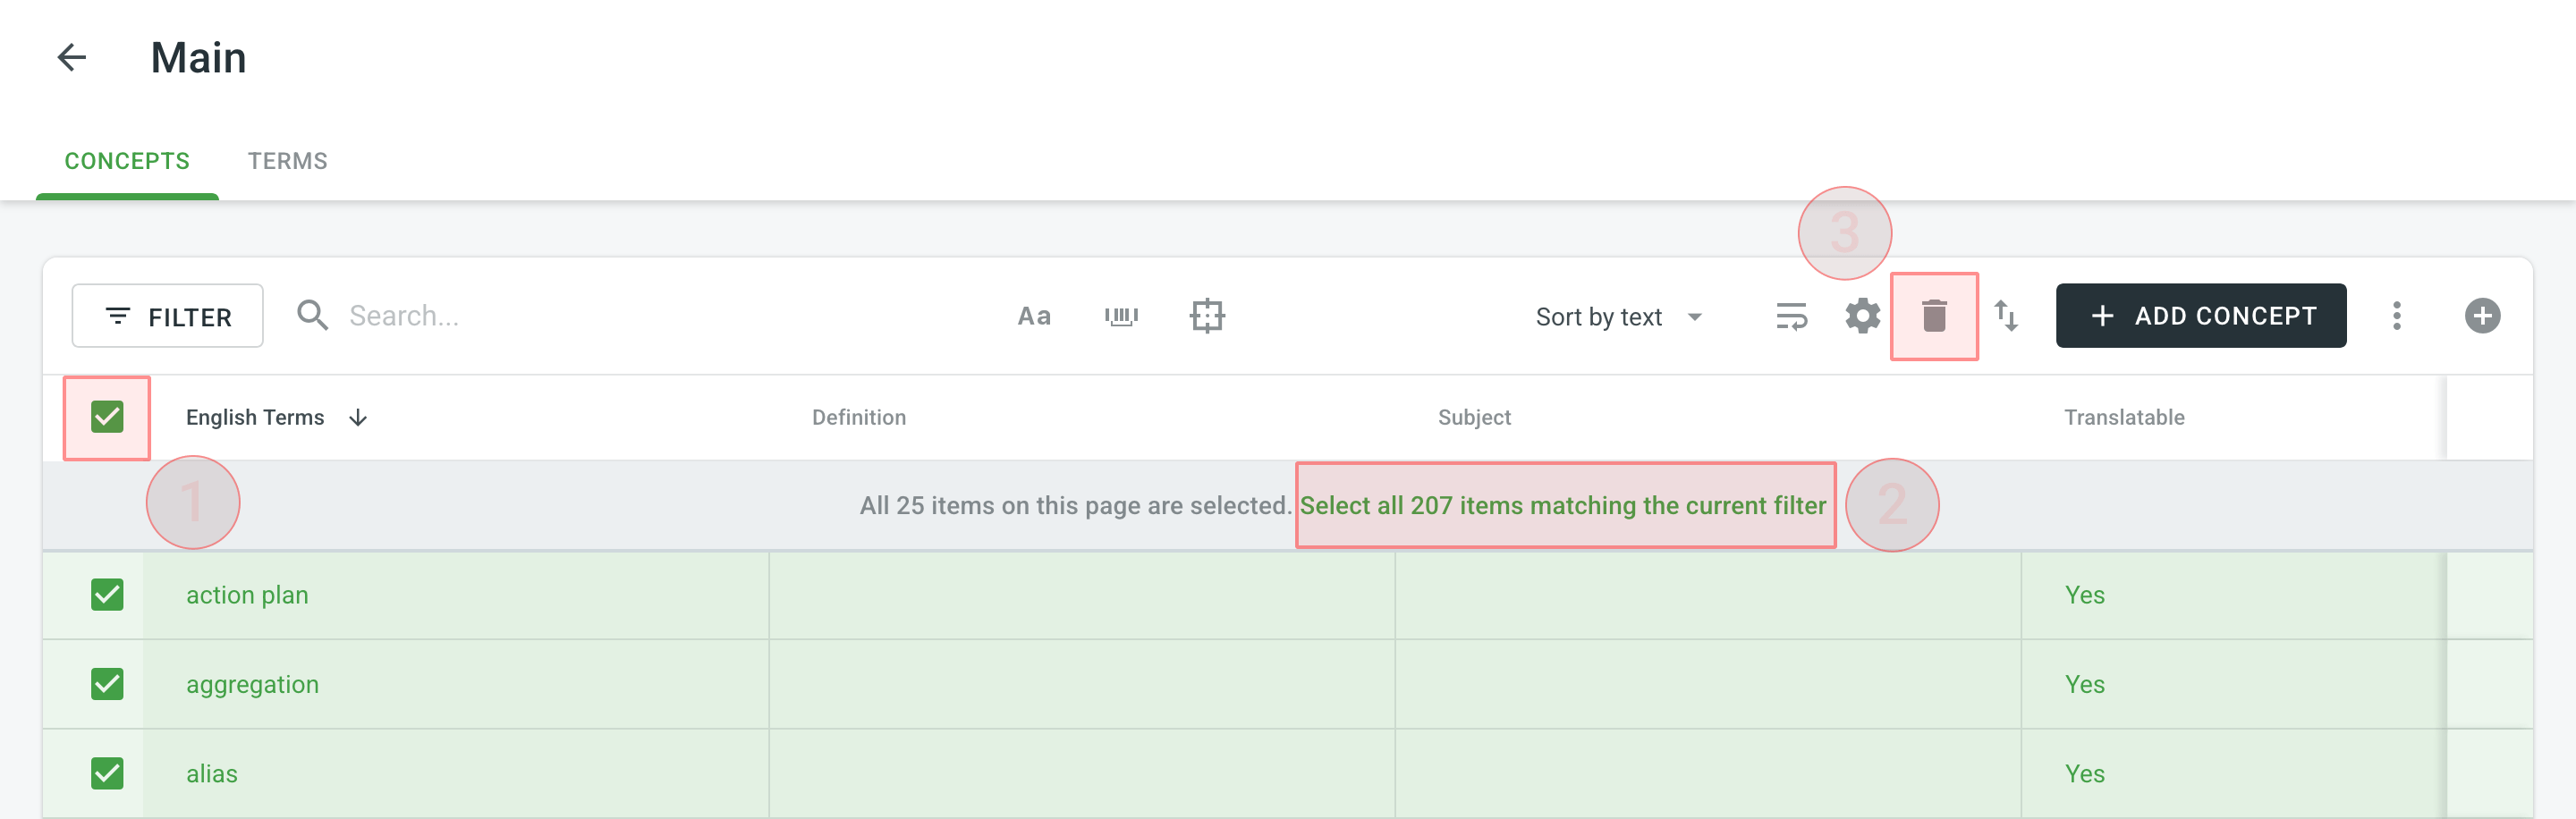 Main
CONCEPTS TERMS
3
FILTER Search... Aa Sort by text ADD CONCEPT
English Terms Definition Subject Translatable
1 All 25 items on this page are selected. Select all 207 items matching the current filter 2
action plan Yes
aggregation Yes
alias Yes